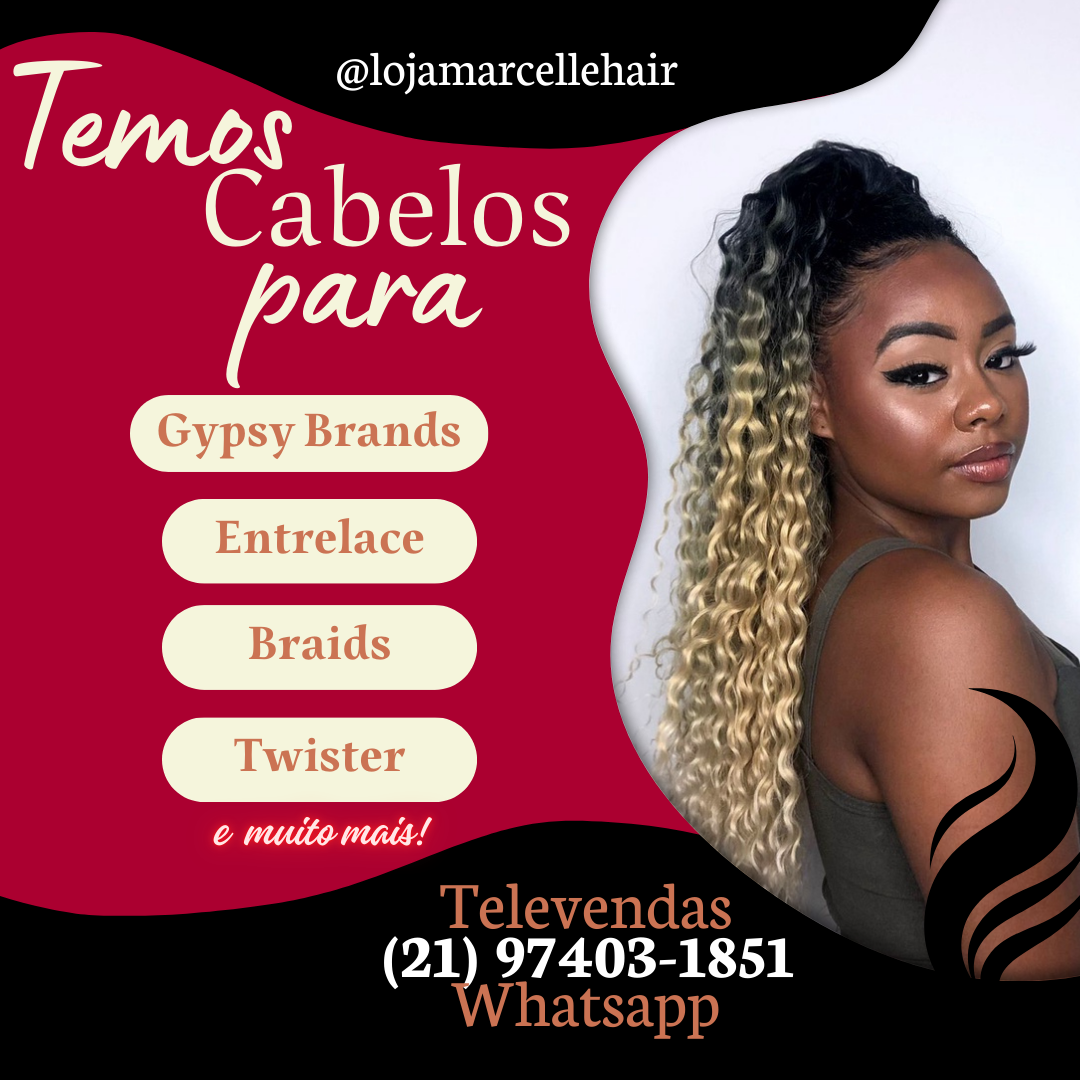 @lojamarcellehair
Temos
Cabelos
para
Gypsy Brands
Entrelace
Braids
Twister
e muito mais!
Televendas
(21) 97403-1851
Whatsapp